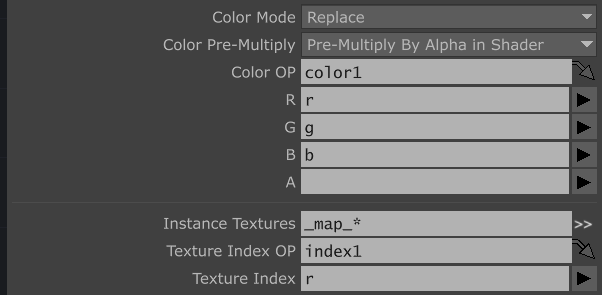 Color Mode Replace
Color Pre-Multiply Pre-Multiply By Alpha in Shader
Color OP color1
R r
G g
B b
A
Instance Textures _map_* >>
Texture Index OP index1
Texture Index r